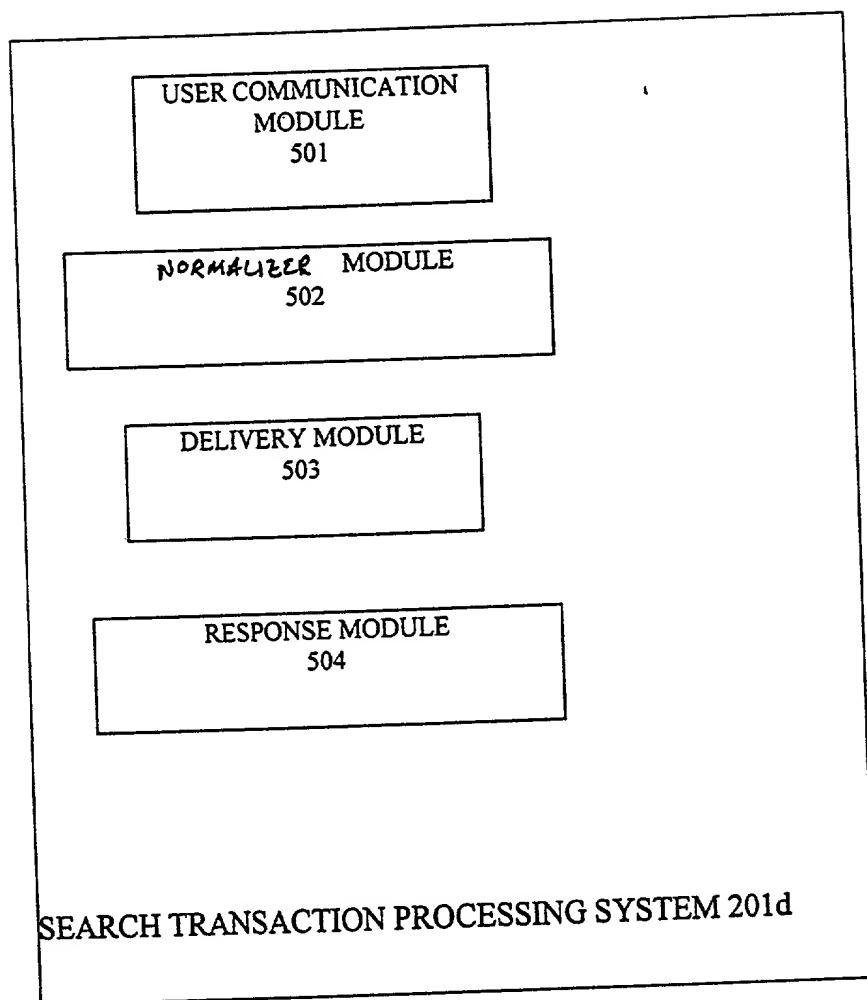 USER COMMUNICATION
MODULE
501
NORMALIZER MODULE
502
DELIVERY MODULE
503
RESPONSE MODULE
504
SEARCH TRANSACTION PROCESSING SYSTEM 201d